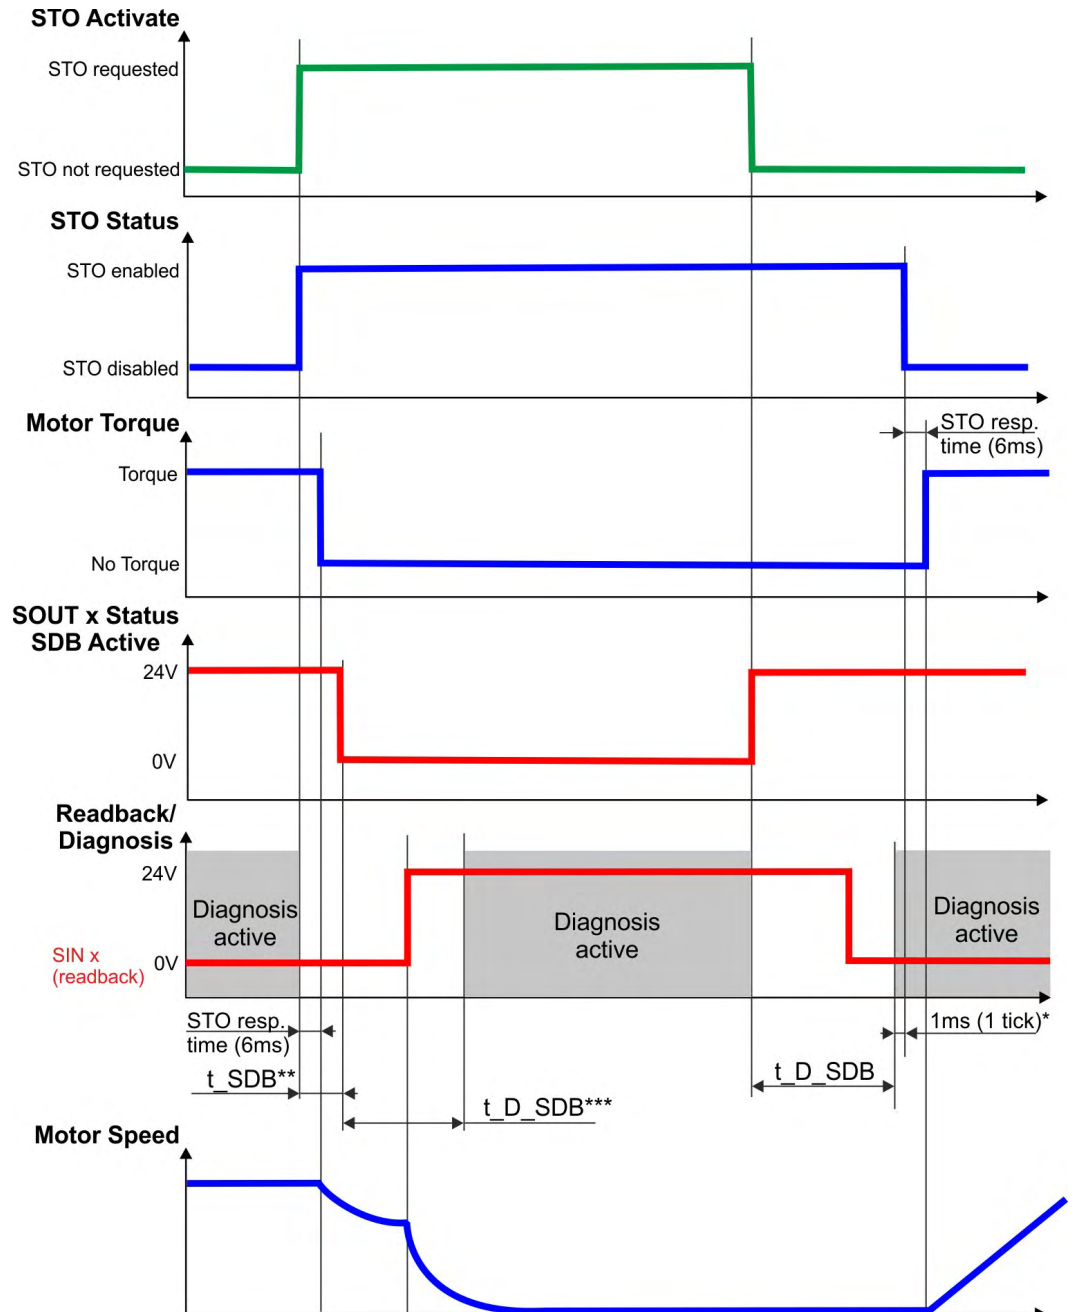 STO Activate
STO requested
STO not requested
STO Status
STO enabled
STO disabled
Motor Torque
STO resp.
time (6ms)
Torque
No Torque
SOUT x Status
SDB Active
24V
0V
Readback/
Diagnosis
24V
Diagnosis
active
Diagnosis
active
Diagnosis
active
SIN x
(readback)
0V
STO resp.
time (6ms)
1ms (1 tick)*
t_SDB**
t_D_SDB
t_D_SDB***
Motor Speed